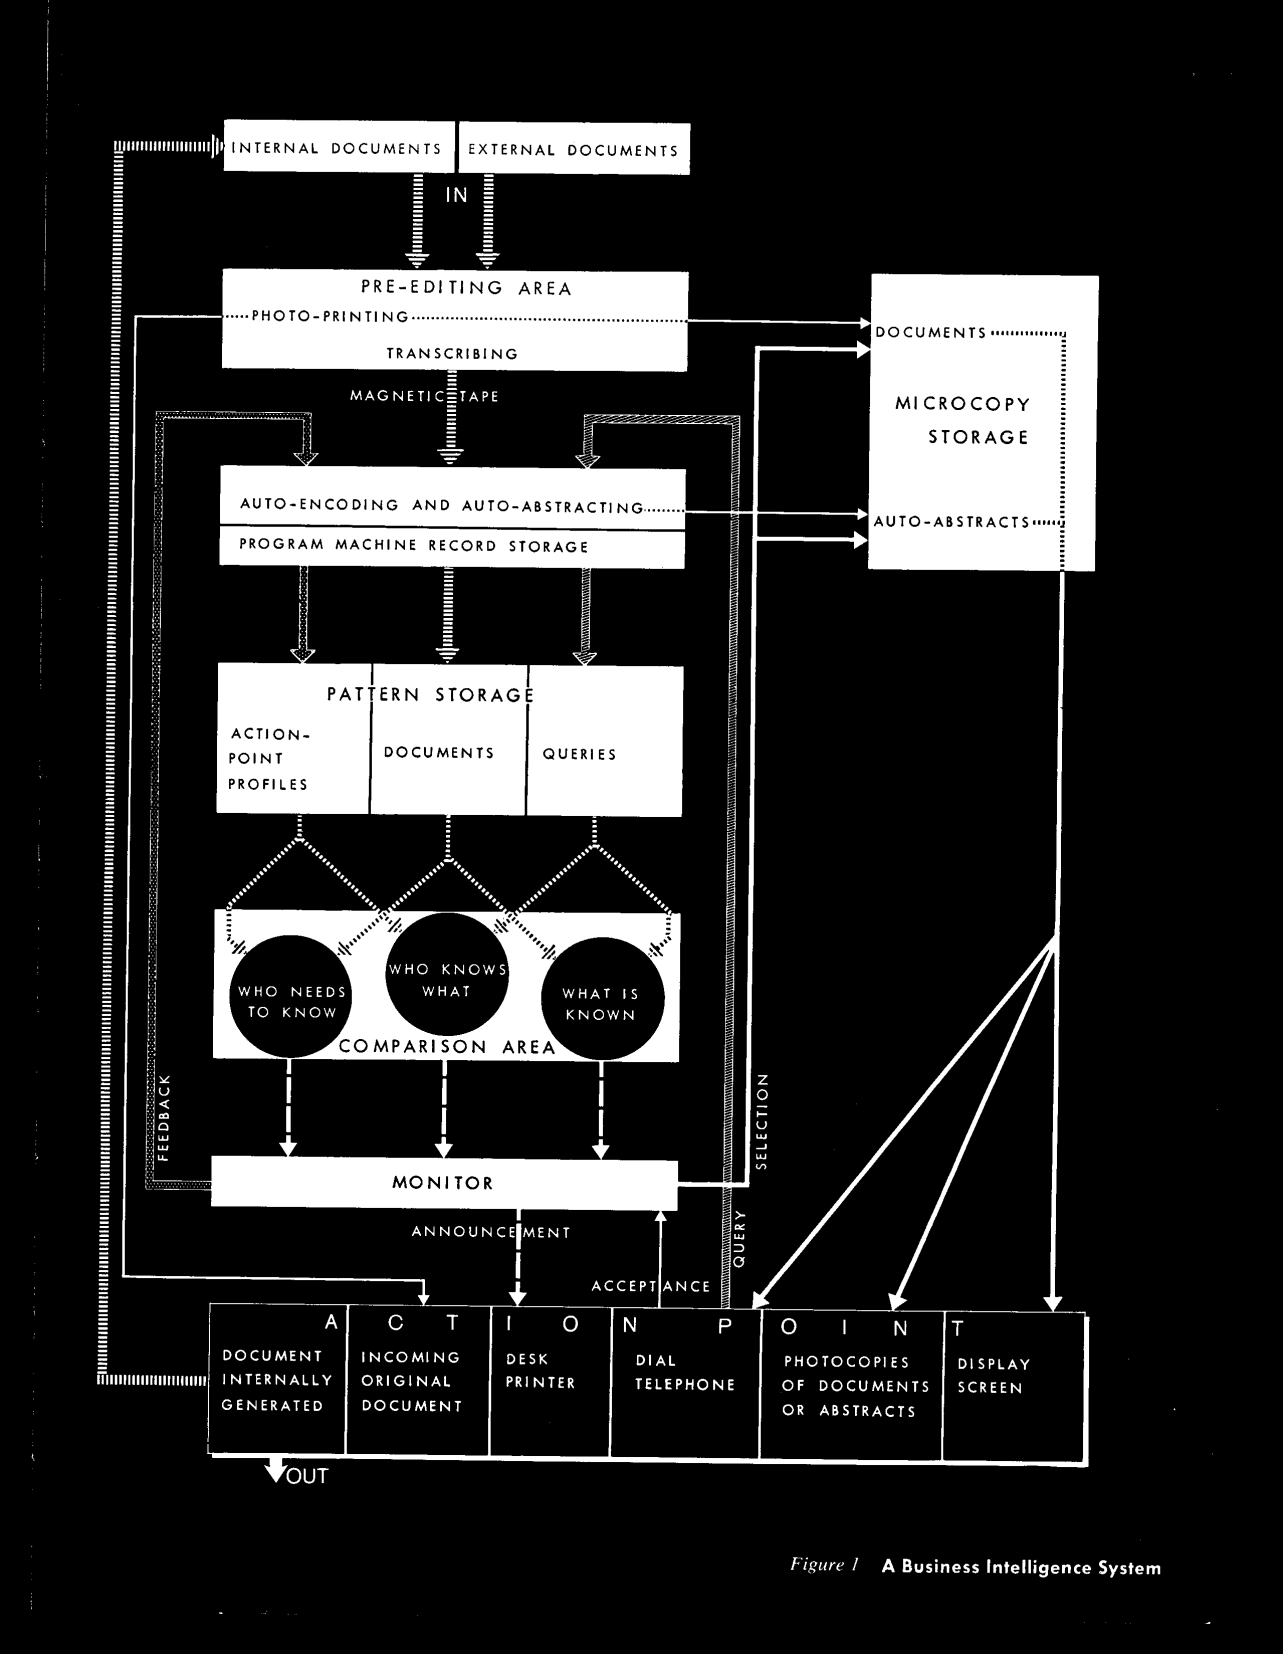 INTERNAL DOCUMENTS
EXTERNAL DOCUMENTS
IN
PRE-EDITING AREA
PHOTO-PRINTING
TRANSCRIBING
MAGNETIC TAPE
DOCUMENTS
MICROCOPY
STORAGE
AUTO-ABSTRACTS
AUTO-ENCODING AND AUTO-ABSTRACTING
PROGRAM MACHINE RECORD STORAGE
PATTERN STORAGE
ACTION-
POINT
PROFILES
DOCUMENTS
QUERIES
WHO NEEDS
TO KNOW
WHO KNOWS
WHAT
WHAT IS
KNOWN
COMPARISON AREA
FEEDBACK
SELECTION
MONITOR
ANNOUNCEMENT
QUERY
ACCEPTANCE
ACTION POINT
DOCUMENT
INTERNALLY
GENERATED
INCOMING
ORIGINAL
DOCUMENT
DESK
PRINTER
DIAL
TELEPHONE
PHOTOCOPIES
OF DOCUMENTS
OR ABSTRACTS
DISPLAY
SCREEN
OUT
Figure 1 A Business Intelligence System